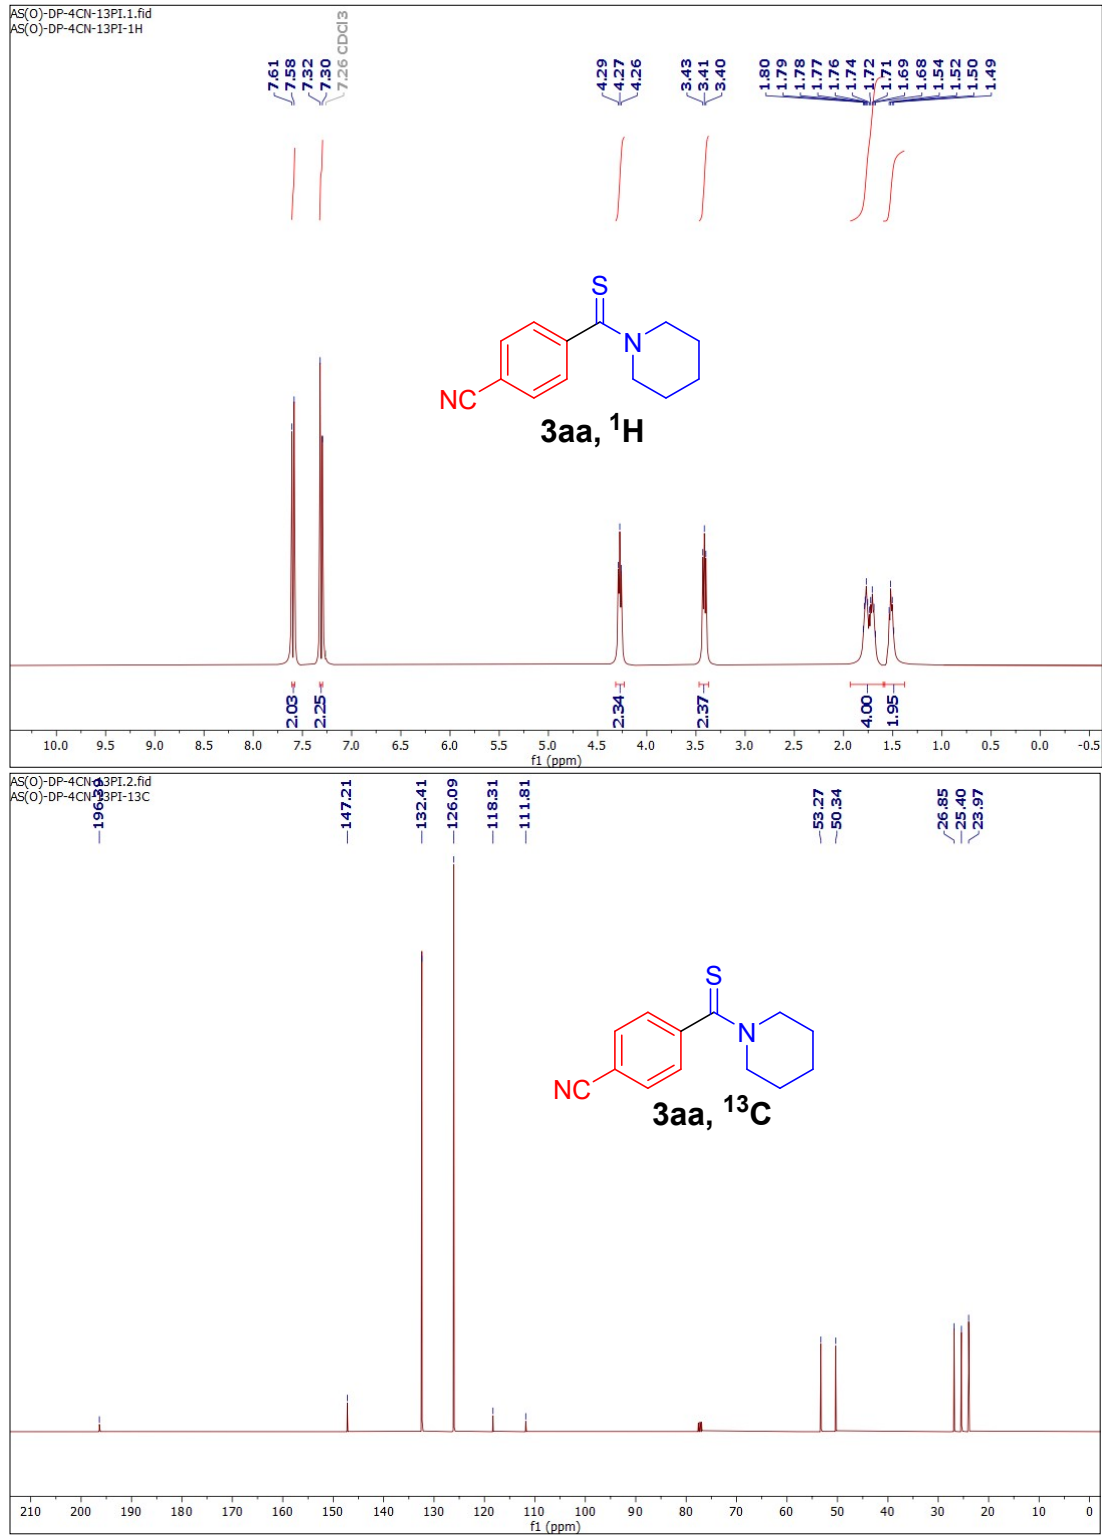 AS(O)-DP-4CN-13PI.1.fid
AS(O)-DP-4CN-13PI-1H
7.61
7.58
7.32
7.30
7.26 CDCl3
4.29
4.27
4.26
3.43
3.41
3.40
1.80
1.79
1.78
1.77
1.76
1.74
1.72
1.71
1.69
1.68
1.54
1.52
1.50
1.49
S
N
NC
3aa, ¹H
2.03
2.25
2.34
2.37
4.00
1.95
10.0 9.5 9.0 8.5 8.0 7.5 7.0 6.5 6.0 5.5 5.0 4.5 4.0 3.5 3.0 2.5 2.0 1.5 1.0 0.5 0.0 -0.5
f1 (ppm)
AS(O)-DP-4CN-13PI.2.fid
AS(O)-DP-4CN-13PI-13C
196.39
147.21
132.41
126.09
118.31
111.81
53.27
50.34
26.85
25.40
23.97
S
N
NC
3aa, ¹³C
210 200 190 180 170 160 150 140 130 120 110 100 90 80 70 60 50 40 30 20 10 0
f1 (ppm)